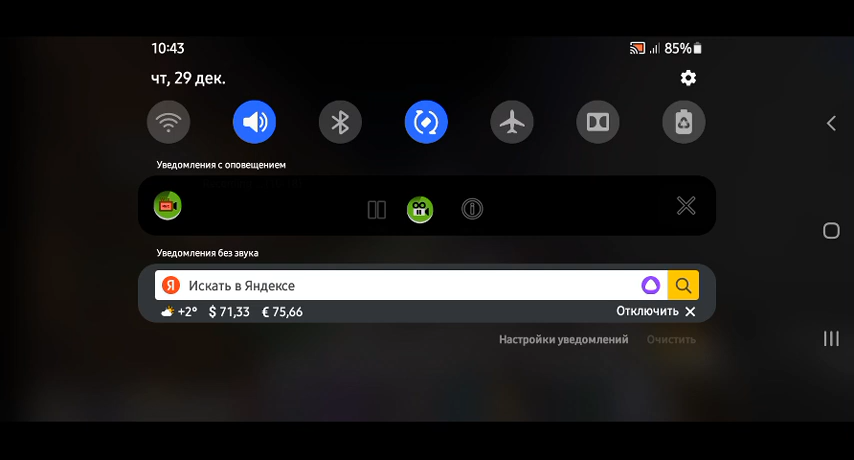 10:43
85%
чт, 29 дек.
Уведомления с оповещением
Уведомления без звука
Я Искать в Яндексе
+2° $ 71,33 € 75,66 Отключить
Настройки уведомлений Очистить